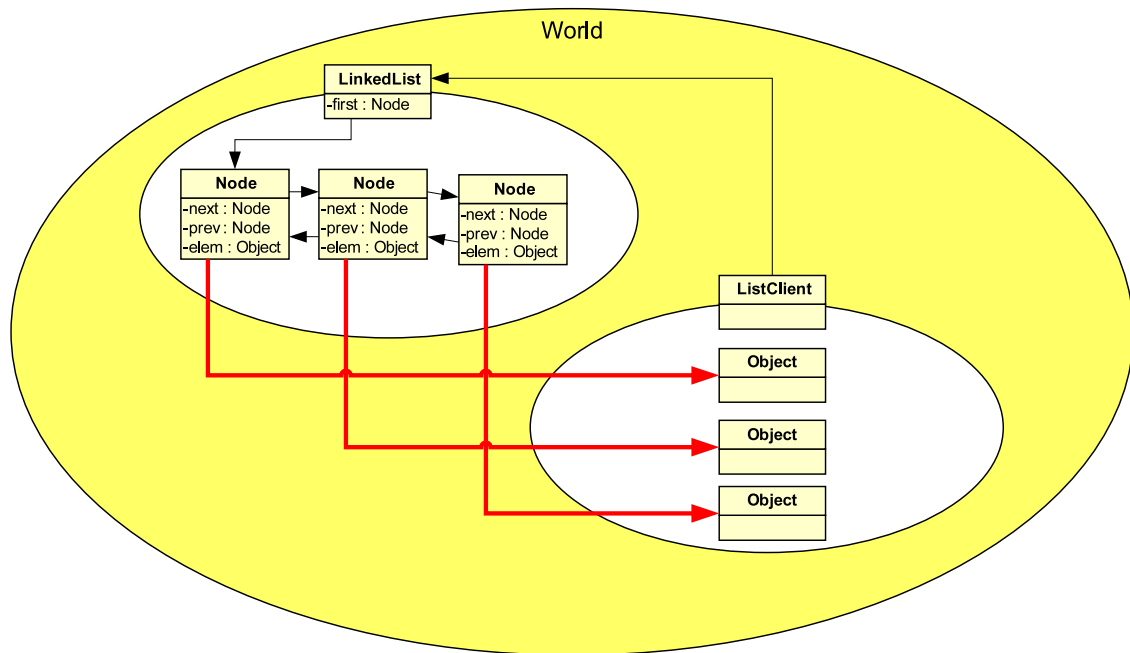 World
LinkedList
-first : Node
Node
-next : Node
-prev : Node
-elem : Object
Node
-next : Node
-prev : Node
-elem : Object
Node
-next : Node
-prev : Node
-elem : Object
ListClient
Object
Object
Object